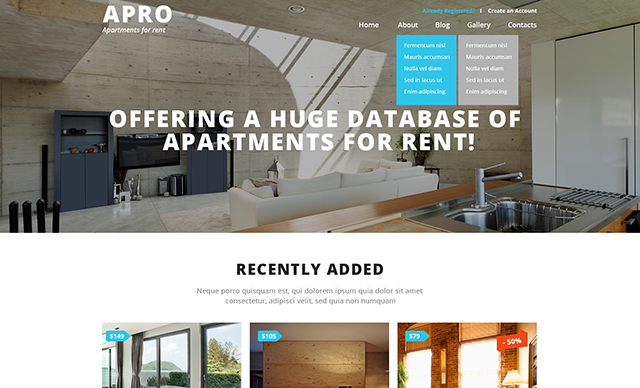 APRO
Apartments for rent
Already Registered? | Create an Account
Home About Blog Gallery Contacts
Fermentum nisl
Mauris accumsan
Nulla vel diam
Sed in lacus ut
Enim adipiscing
Fermentum nisl
Mauris accumsan
Nulla vel diam
Sed in lacus ut
Enim adipiscing
OFFERING A HUGE DATABASE OF
APARTMENTS FOR RENT!
RECENTLY ADDED
Neque porro quisquam est, qui dolorem ipsum quia dolor sit amet
consectetur, adipisci velit, sed quia non numquam
$149
$105
$79
- 50%